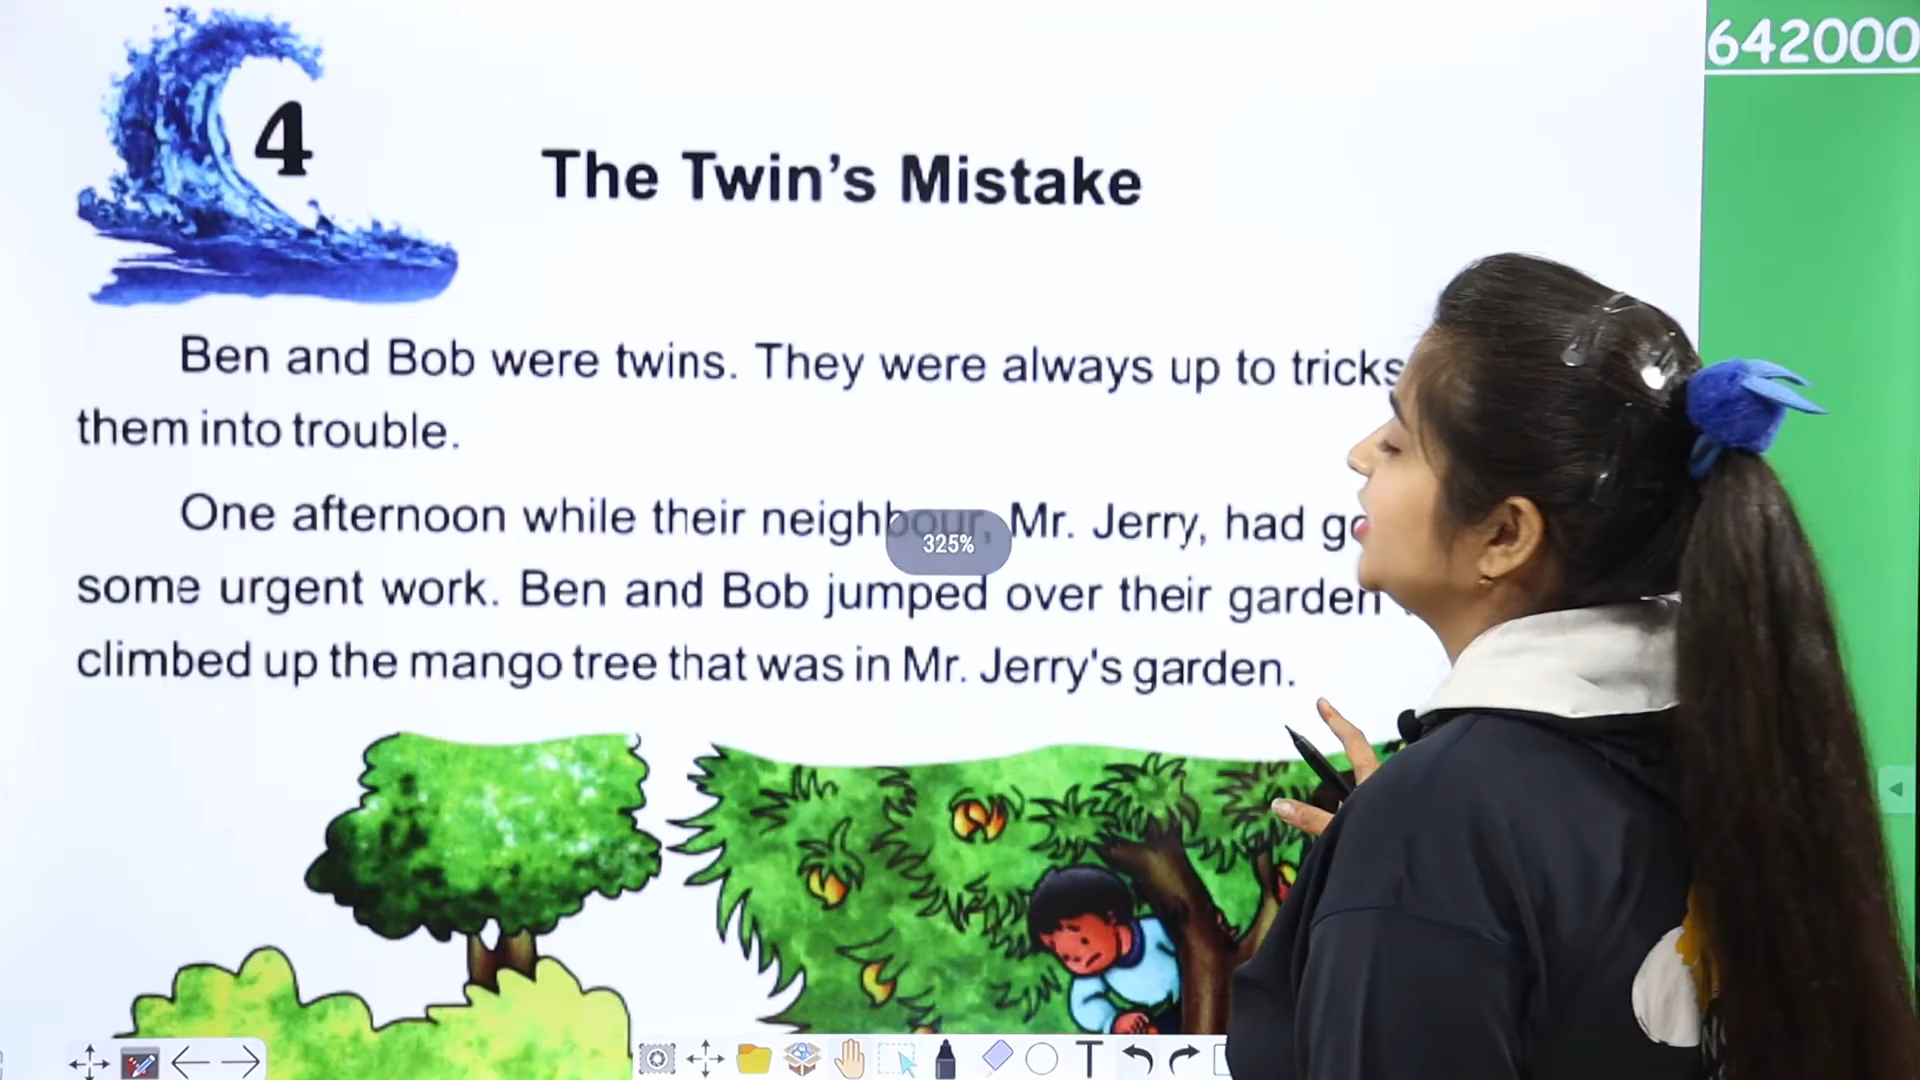 642000
4
The Twin's Mistake
Ben and Bob were twins. They were always up to tricks
them into trouble.
One afternoon while their neighbour, Mr. Jerry, had
325%
some urgent work. Ben and Bob jumped over their garden
climbed up the mango tree that was in Mr. Jerry's garden.
T